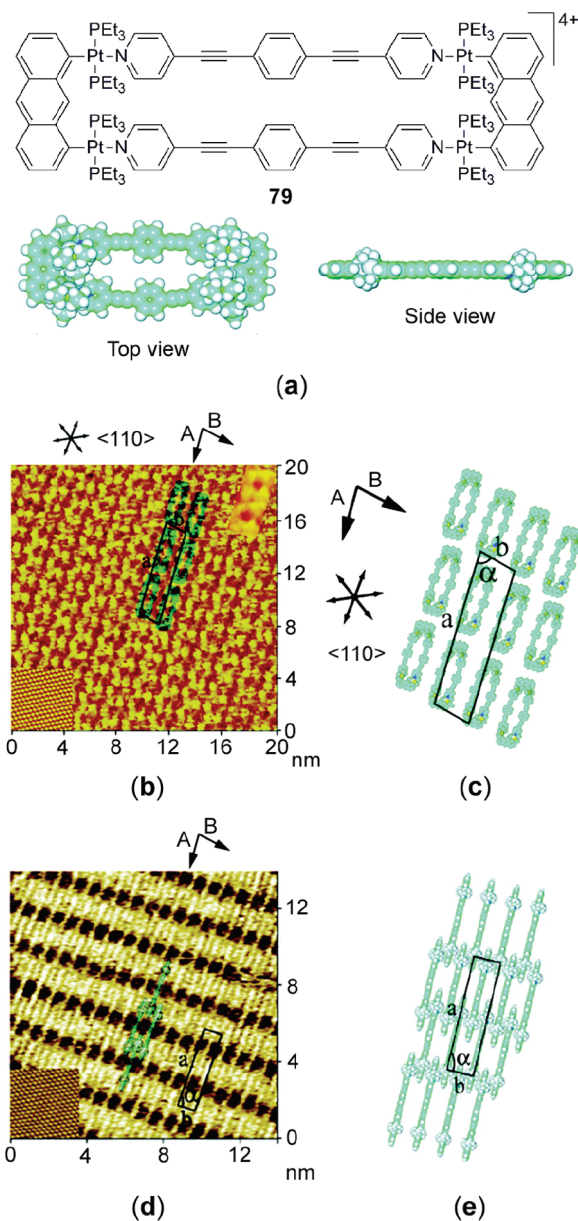 PEt3 PEt3 PEt3 PEt3 4+
Pt N N Pt
PEt3 PEt3 PEt3 PEt3
Pt N N Pt
PEt3 PEt3
79
Top view
Side view
(a)
<110>
A B
20
16
12
8
4
0
a b
0 4 8 12 16 20
nm
(b)
A B
<110>
a b α
(c)
A B
12
8
4
0
a b α
0 4 8 12
nm
(d)
a b α
(e)